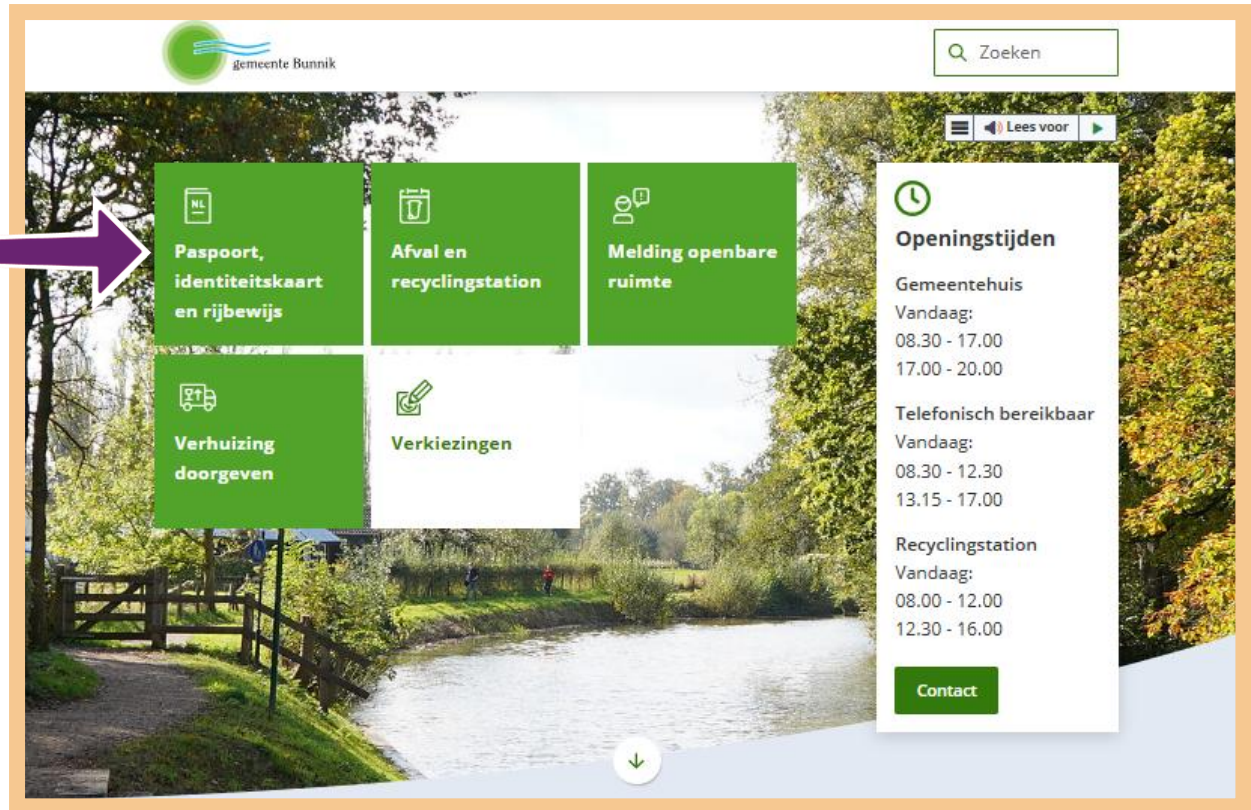 gemeente Bunnik
Zoeken
Lees voor
NL
Paspoort,
identiteitskaart
en rijbewijs
Afval en
recyclingstation
Melding openbare
ruimte
Verhuizing
doorgeven
Verkiezingen
Openingstijden
Gemeentehuis
Vandaag:
08.30 - 17.00
17.00 - 20.00
Telefonisch bereikbaar
Vandaag:
08.30 - 12.30
13.15 - 17.00
Recyclingstation
Vandaag:
08.00 - 12.00
12.30 - 16.00
Contact